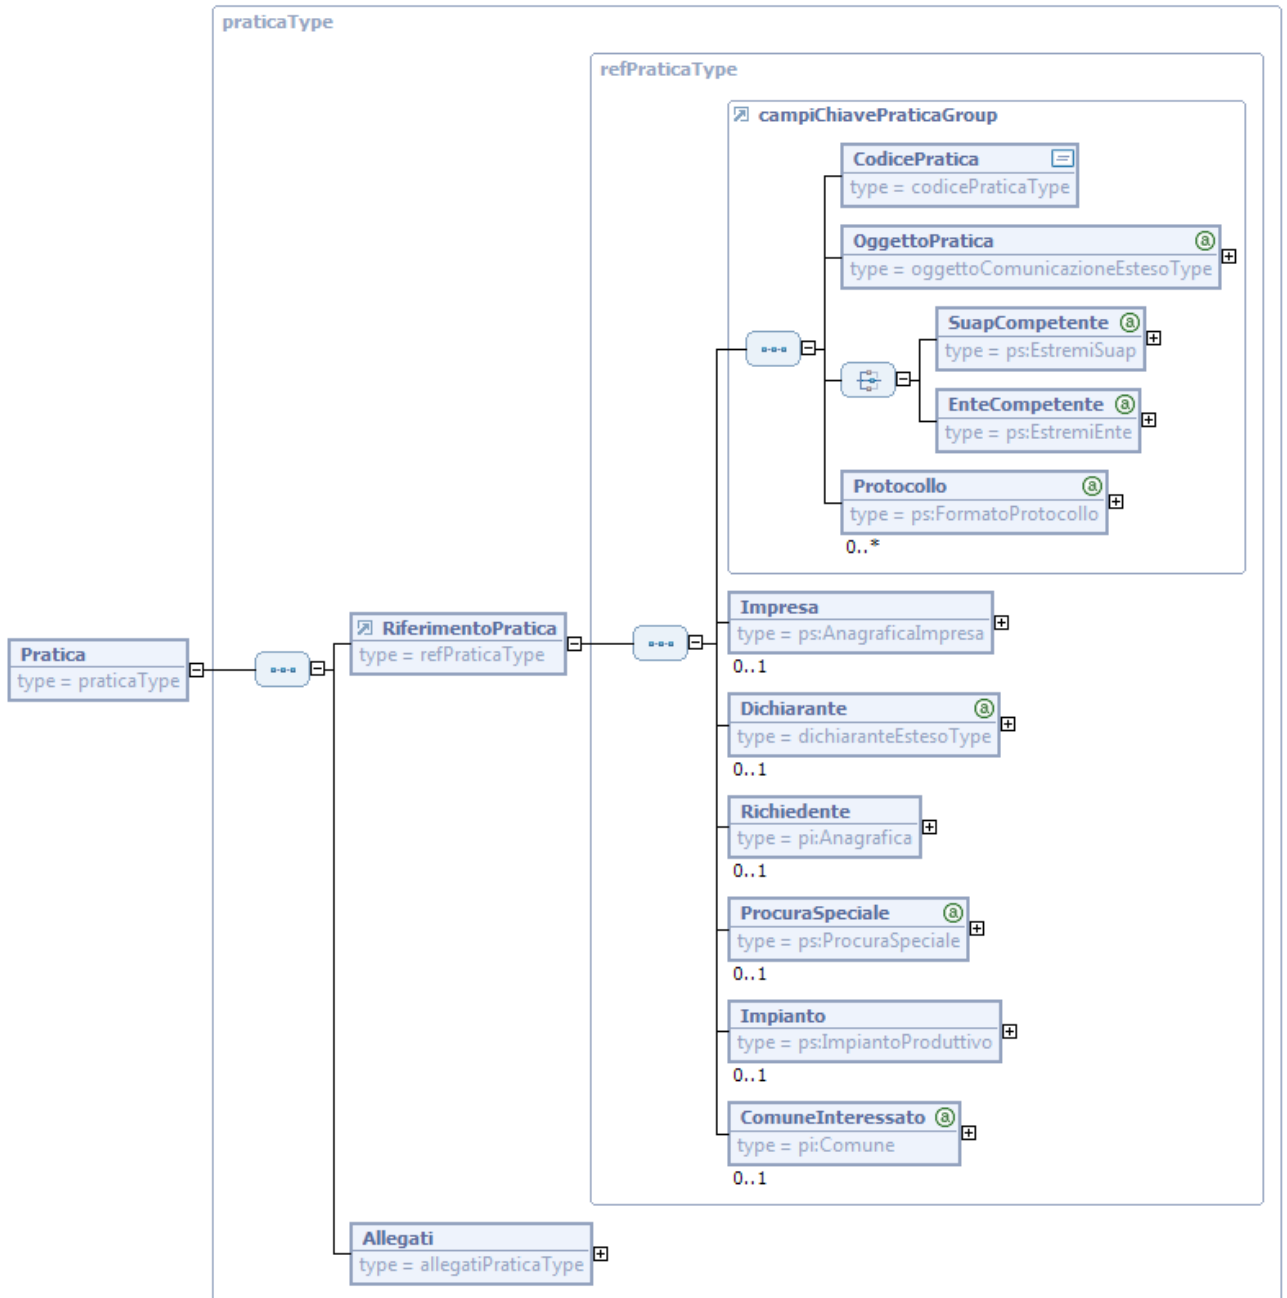 praticaType
refPraticaType
campiChiavePraticaGroup
CodicePratica
type = codicePraticaType
OggettoPratica
type = oggettoComunicazioneEstesoType
SuapCompetente
type = ps:EstremiSuap
EnteCompetente
type = ps:EstremiEnte
Protocollo
type = ps:FormatoProtocollo
0..*
Pratica
type = praticaType
RiferimentoPratica
type = refPraticaType
Impresa
type = ps:AnagraficaImpresa
0..1
Dichiarante
type = dichiaranteEstesoType
0..1
Richiedente
type = pi:Anagrafica
0..1
ProcuraSpeciale
type = ps:ProcuraSpeciale
0..1
Impianto
type = ps:ImpiantoProduttivo
0..1
ComuneInteressato
type = pi:Comune
0..1
Allegati
type = allegatiPraticaType